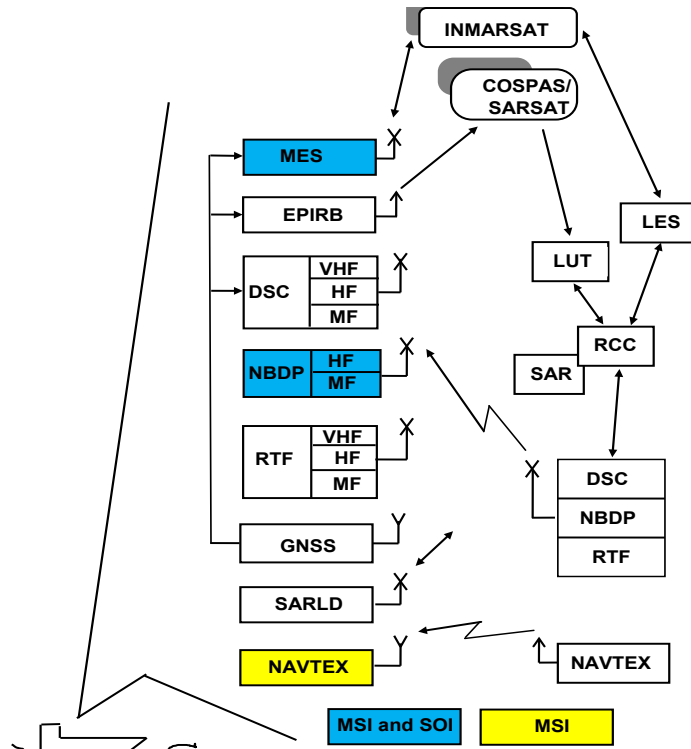 INMARSAT
COSPAS/
SARSAT
MES
EPIRB
LES
LUT
DSC
VHF
HF
MF
RCC
SAR
NBDP
HF
MF
RTF
VHF
HF
MF
DSC
NBDP
RTF
GNSS
SARLD
NAVTEX
NAVTEX
MSI and SOI
MSI